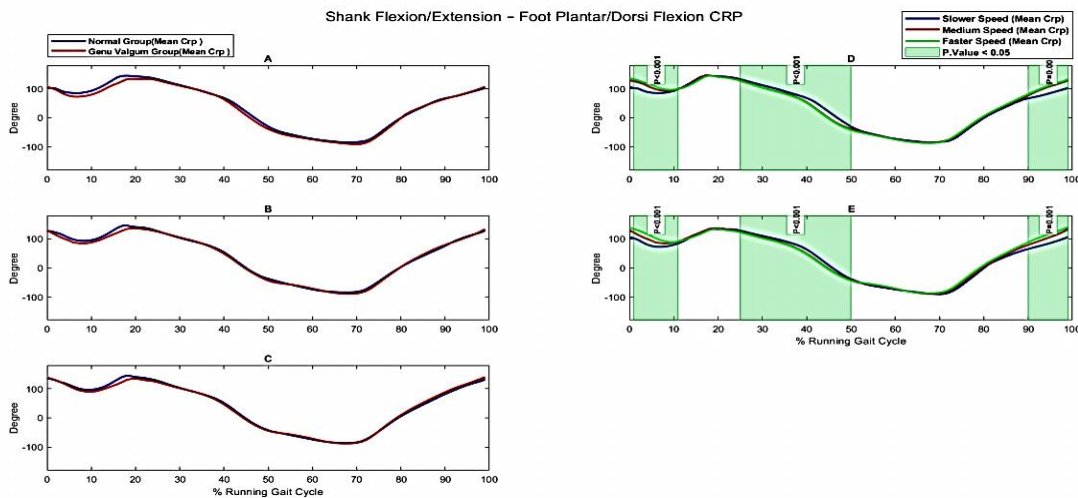 Shank Flexion/Extension – Foot Plantar/Dorsi Flexion CRP
Normal Group(Mean Crp )
Genu Valgum Group(Mean Crp )
A
Degree
100
0
-100
0 10 20 30 40 50 60 70 80 90 100
B
Degree
100
0
-100
0 10 20 30 40 50 60 70 80 90 100
C
Degree
100
0
-100
0 10 20 30 40 50 60 70 80 90 100
% Running Gait Cycle
Slower Speed (Mean Crp)
Medium Speed (Mean Crp)
Faster Speed (Mean Crp)
P.Value < 0.05
D
P<0.001
P<0.001
Degree
100
0
-100
0 10 20 30 40 50 60 70 80 90 100
E
P<0.001
P<0.001
P=0.001
Degree
100
0
-100
0 10 20 30 40 50 60 70 80 90 100
% Running Gait Cycle